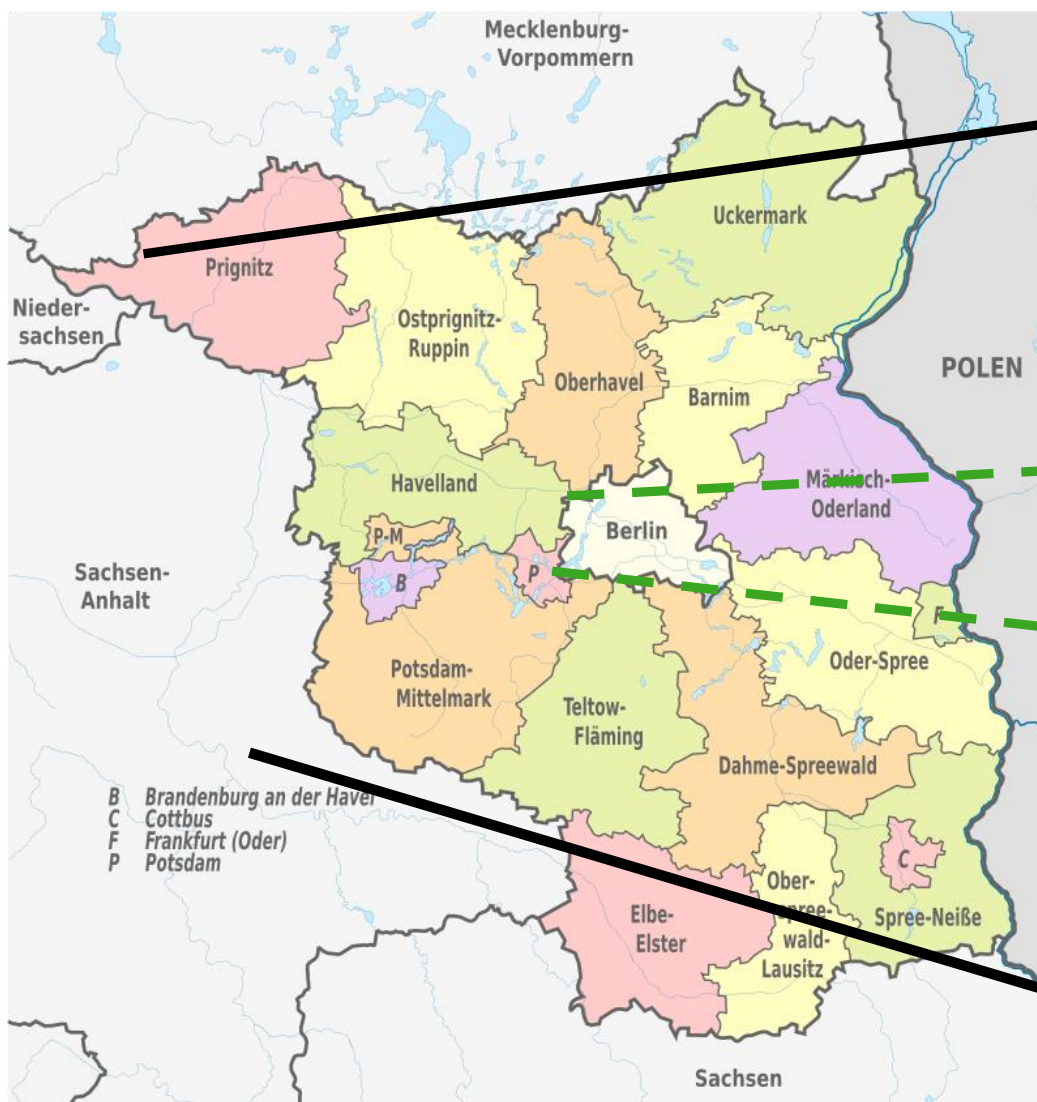 Mecklenburg-
Vorpommern
Uckermark
Prignitz
Nieder-
sachsen
Ostprignitz-
Ruppin
Oberhavel
Barnim
POLEN
Havelland
Märkisch-
Oderland
P-M
Berlin
Sachsen-
Anhalt
B
P
F
Oder-Spree
Potsdam-
Mittelmark
Teltow-
Fläming
Dahme-Spreewald
B Brandenburg an der Havel
C Cottbus
F Frankfurt (Oder)
P Potsdam
C
Elbe-
Elster
Ober-
spree-
wald-
Lausitz
Spree-Neiße
Sachsen